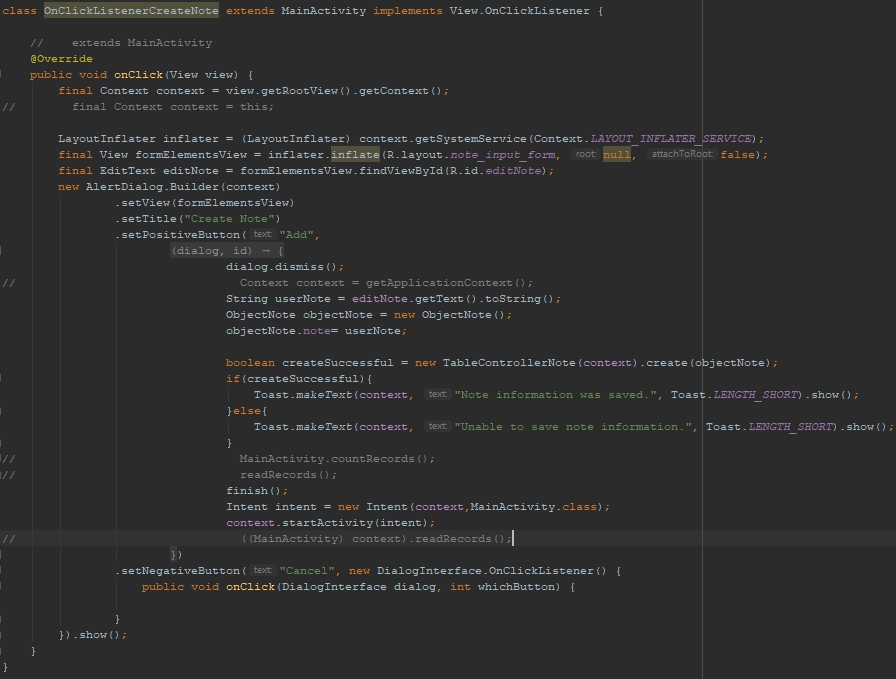 class OnClickListenerCreateNote extends MainActivity implements View.OnClickListener {
//    extends MainActivity
@Override
public void onClick(View view) {
final Context context = view.getRootView().getContext();
//        final Context context = this;
LayoutInflater inflater = (LayoutInflater) context.getSystemService(Context.LAYOUT_INFLATER_SERVICE);
final View formElementsView = inflater.inflate(R.layout.note_input_form, root: null, attachToRoot: false);
final EditText editNote = formElementsView.findViewById(R.id.editNote);
new AlertDialog.Builder(context)
.setView(formElementsView)
.setTitle("Create Note")
.setPositiveButton( text: "Add",
(dialog, id) → {
dialog.dismiss();
//        Context context = getApplicationContext();
String userNote = editNote.getText().toString();
ObjectNote objectNote = new ObjectNote();
objectNote.note= userNote;
boolean createSuccessful = new TableControllerNote(context).create(objectNote);
if(createSuccessful){
Toast.makeText(context, text: "Note information was saved.", Toast.LENGTH_SHORT).show();
}else{
Toast.makeText(context, text: "Unable to save note information.", Toast.LENGTH_SHORT).show();
}
//        MainActivity.countRecords();
//        readRecords();
finish();
Intent intent = new Intent(context,MainActivity.class);
context.startActivity(intent);
//        ((MainActivity) context).readRecords();
})
.setNegativeButton( text: "Cancel", new DialogInterface.OnClickListener() {
public void onClick(DialogInterface dialog, int whichButton) {
}
}).show();
}
}